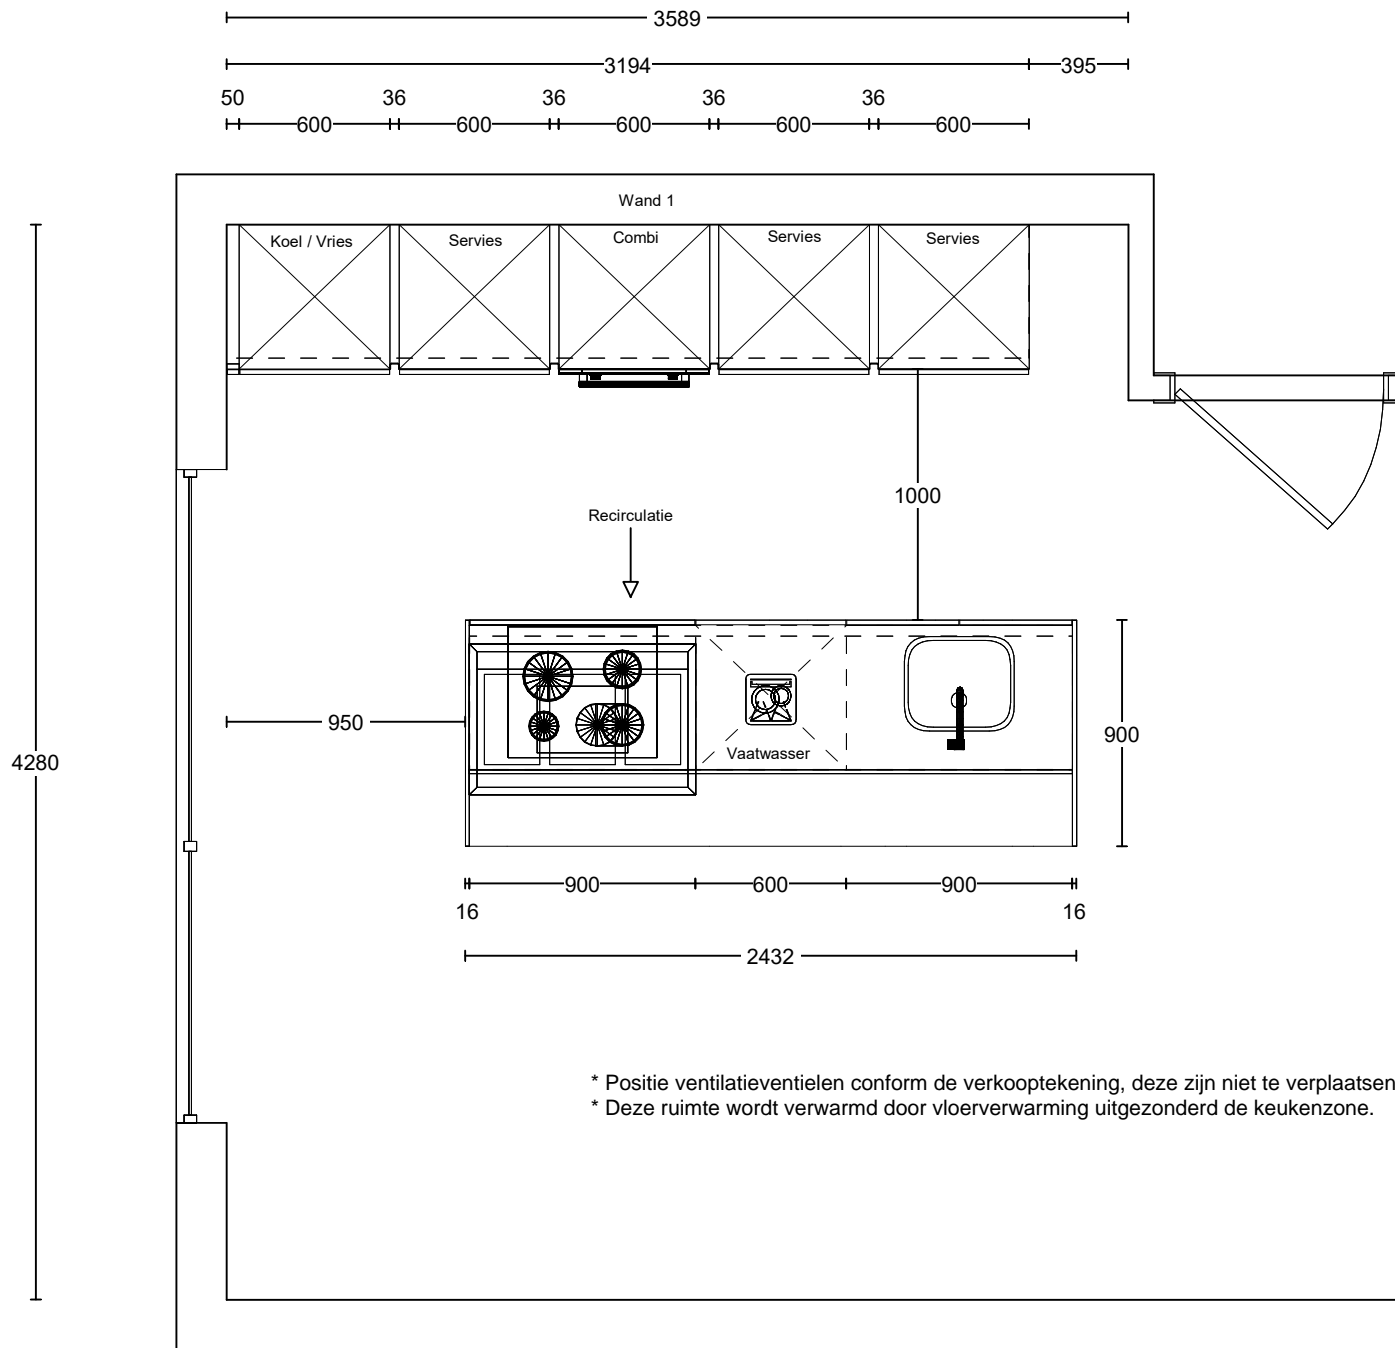 3589
3194 395
50 36 36 36 36
600 600 600 600 600
Wand 1
Koel / Vries Servies Combi Servies Servies
1000
Recirculatie
950
4280
900
Vaatwasser
900 600 900
16 16
2432
* Positie ventilatieventielen conform de verkooptekening, deze zijn niet te verplaatsen
* Deze ruimte wordt verwarmd door vloerverwarming uitgezonderd de keukenzone.